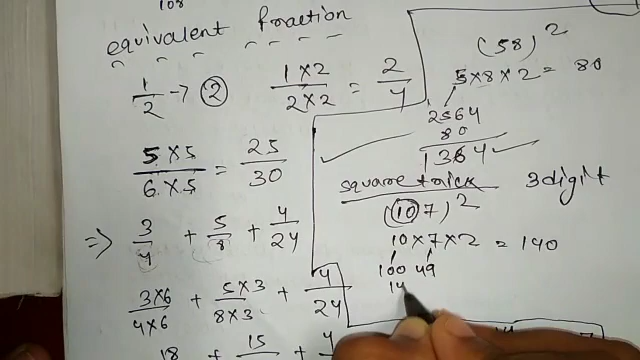 108
equivalent fraction
1/2 → 2   1×2/2×2 = 2/4
5×5/6×5 = 25/30
⇒ 3/4 + 5/8 + 4/24
3×6/4×6 + 5×3/8×3 + 4/24
18 + 15 + 4
(58)²
5×8×2 = 80
2564
80
1364
square trick 3 digit
(107)²
10×7×2 = 140
100 49
14